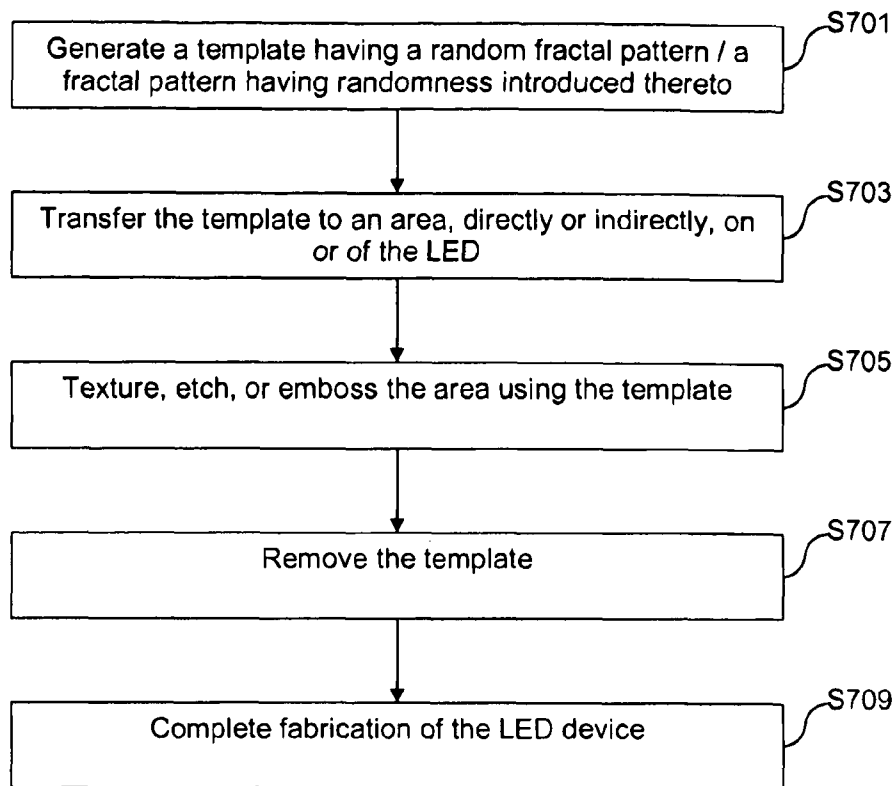 S701
Generate a template having a random fractal pattern / a
fractal pattern having randomness introduced thereto
S703
Transfer the template to an area, directly or indirectly, on
or of the LED
S705
Texture, etch, or emboss the area using the template
S707
Remove the template
S709
Complete fabrication of the LED device